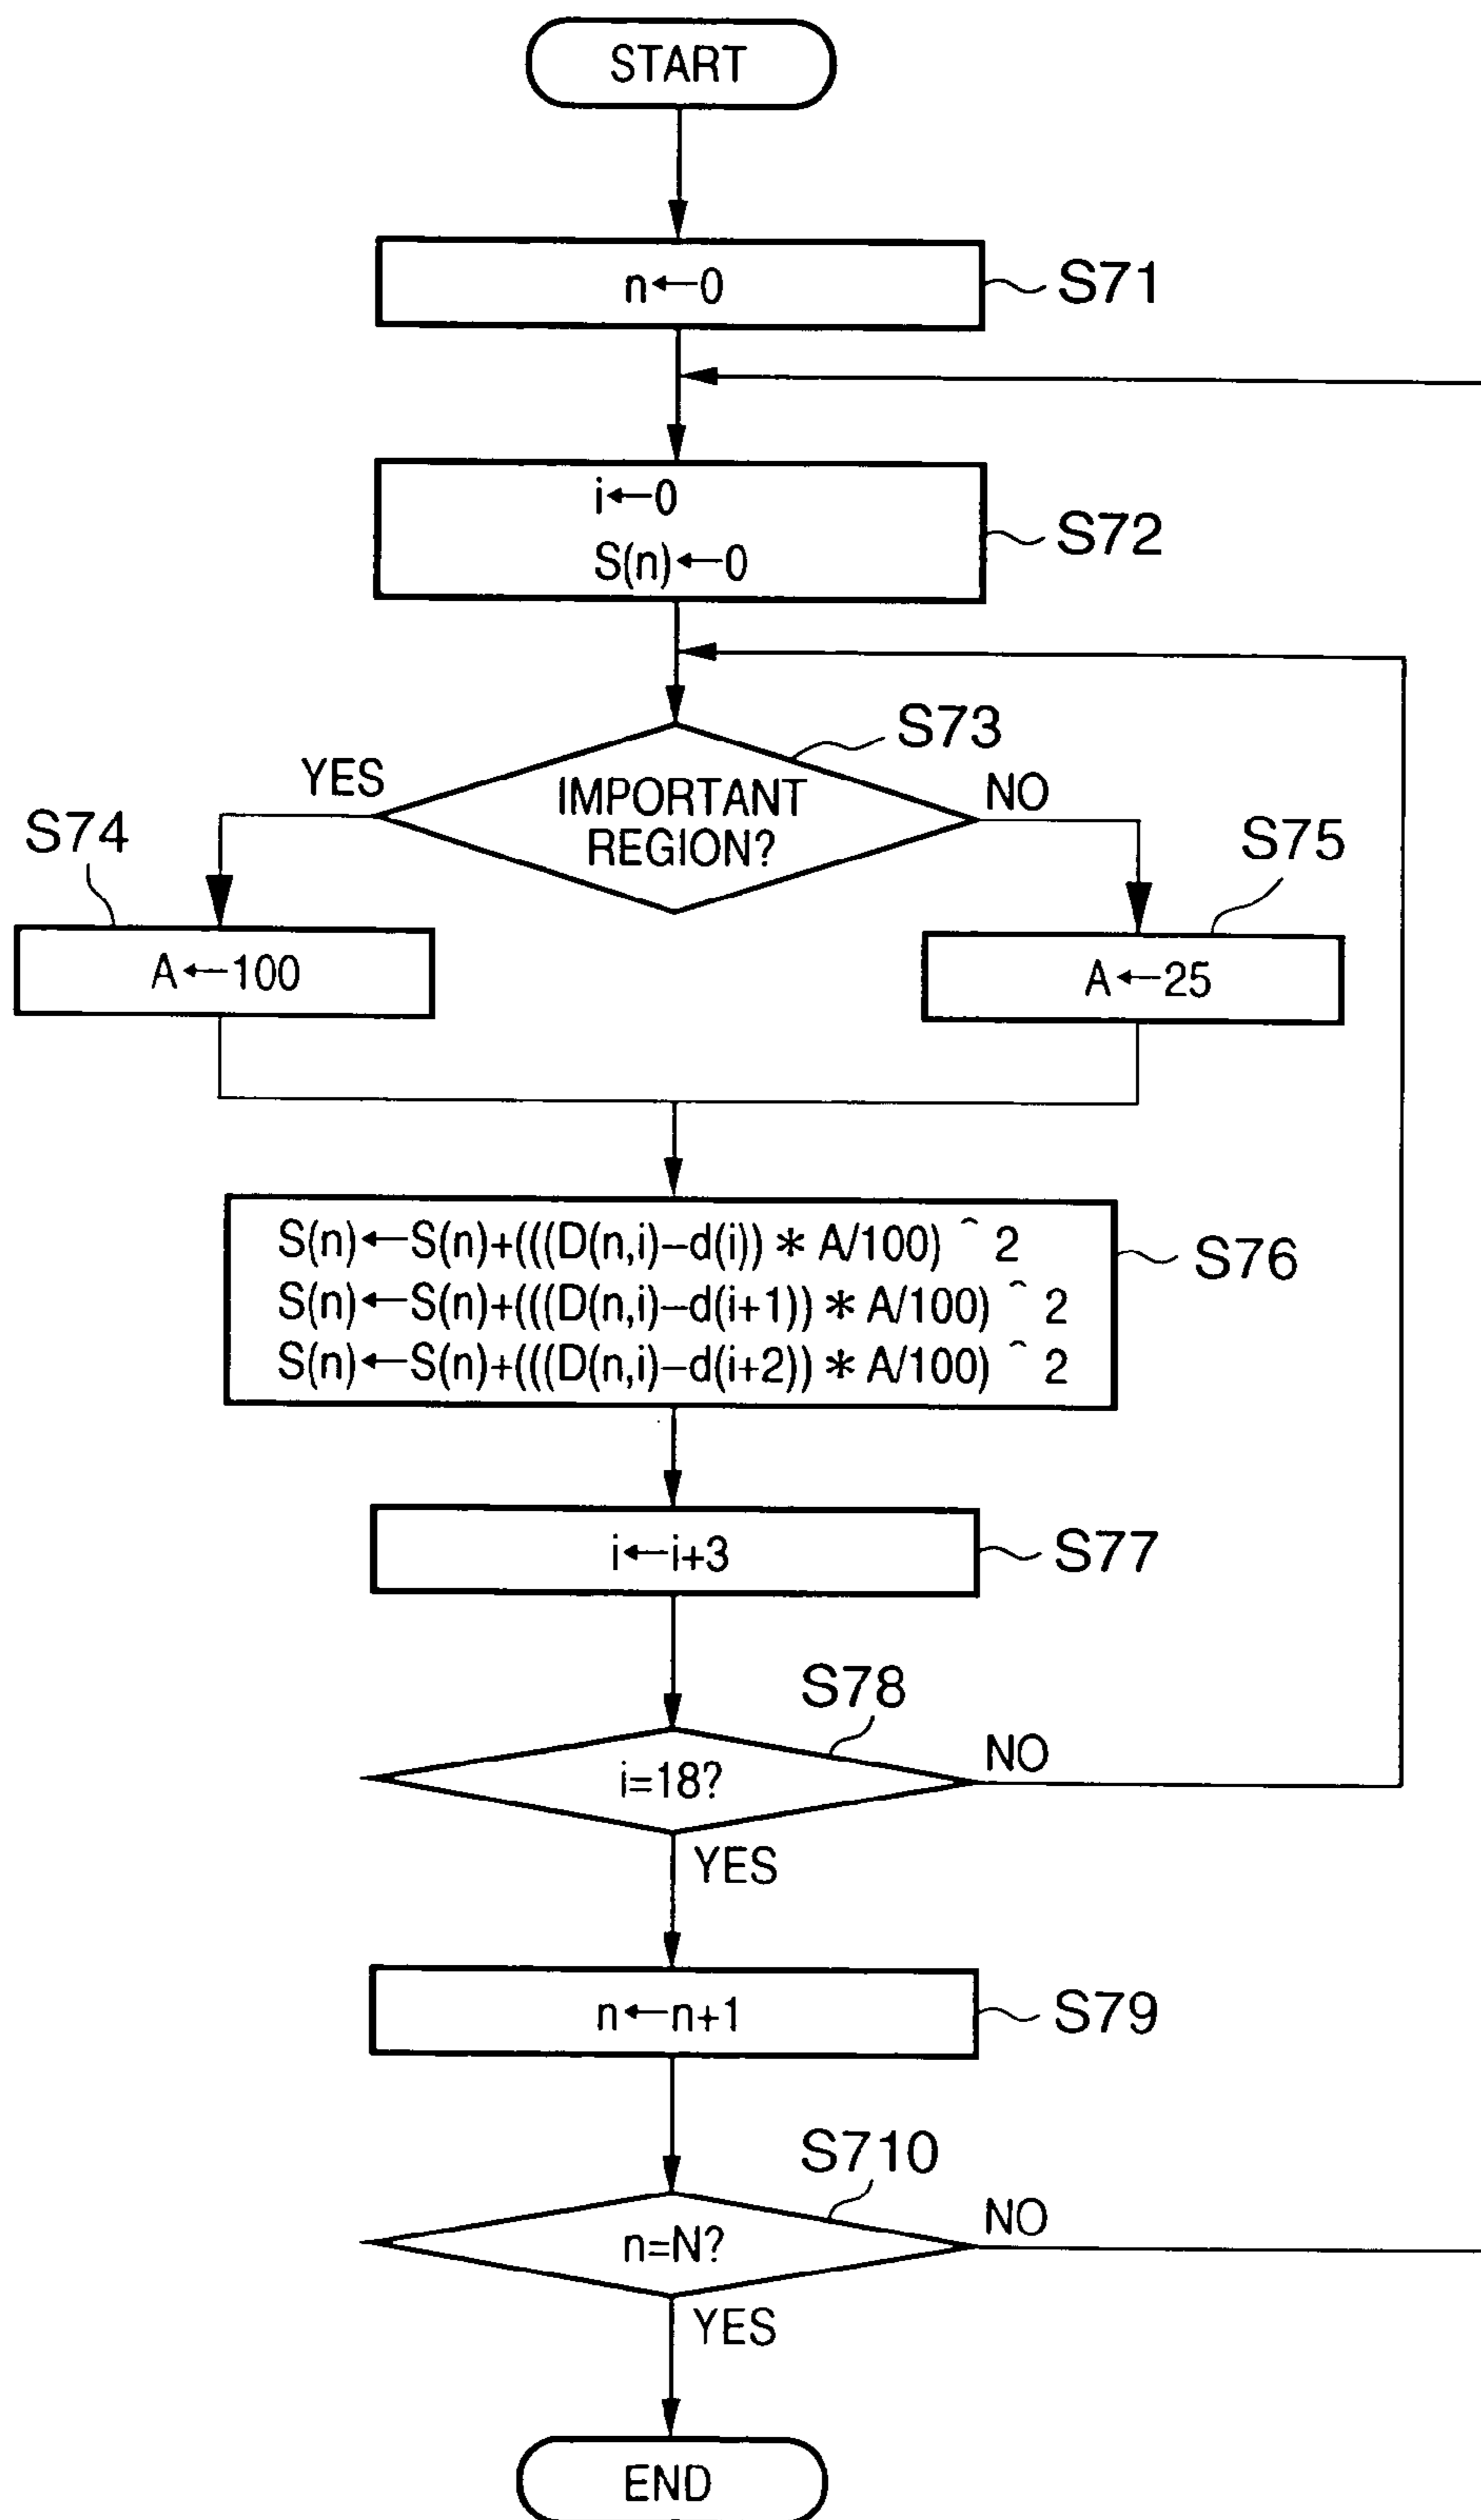 START
n←0
S71
i←0
S(n)←0
S72
S73
YES
IMPORTANT
REGION?
NO
S74
S75
A←100
A←25
S(n)←S(n)+(((D(n,i)−d(i))*A/100)^2
S(n)←S(n)+(((D(n,i)−d(i+1))*A/100)^2
S(n)←S(n)+(((D(n,i)−d(i+2))*A/100)^2
S76
i←i+3
S77
S78
i=18?
NO
YES
n←n+1
S79
S710
n=N?
NO
YES
END